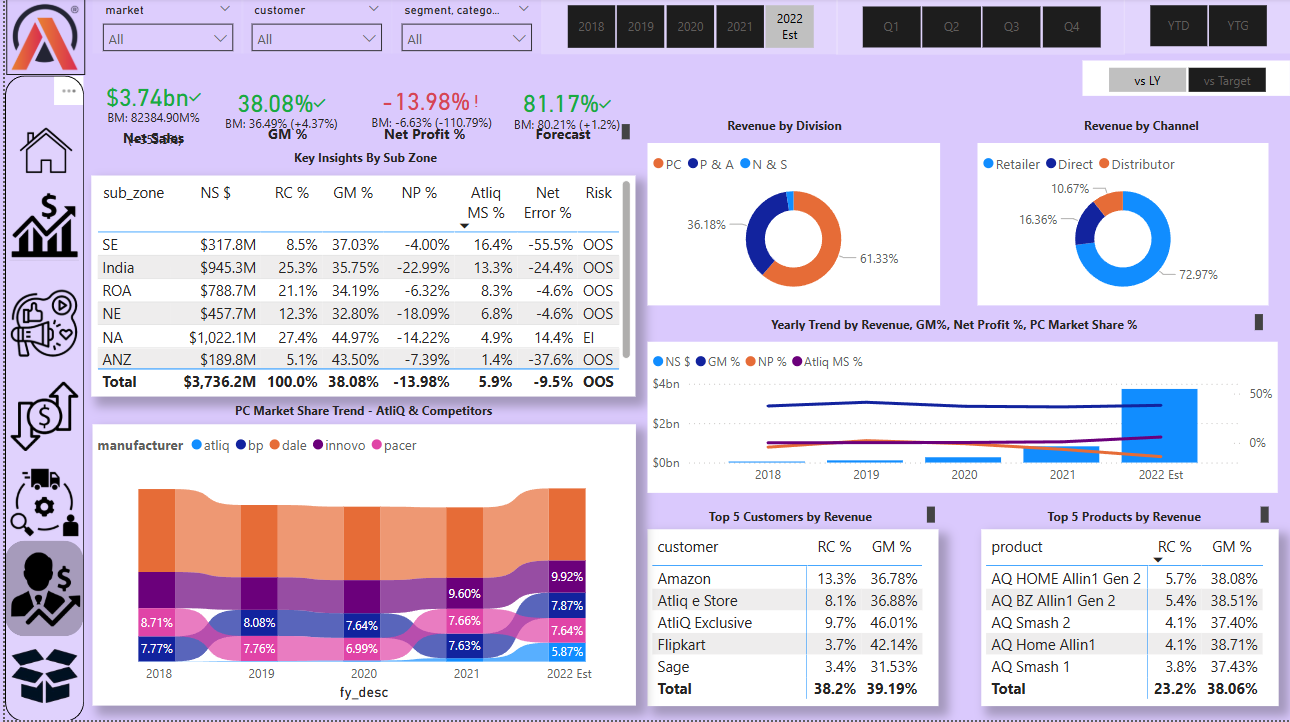 market
customer
segment, catego...
All
All
All
2018
2019
2020
2021
2022
Est
Q1
Q2
Q3
Q4
YTD
YTG
vs LY
vs Target
$3.74bn
BM: 82384.90M%
Net Sales
38.08%
BM: 36.49% (+4.37%)
GM %
-13.98%!
BM: -6.63% (-110.79%)
Net Profit %
81.17%
BM: 80.21% (+1.2%)
Forecast
Key Insights By Sub Zone
sub_zone NS $ RC % GM % NP % Atliq MS % Net Error % Risk
SE $317.8M 8.5% 37.03% -4.00% 16.4% -55.5% OOS
India $945.3M 25.3% 35.75% -22.99% 13.3% -24.4% OOS
ROA $788.7M 21.1% 34.19% -6.32% 8.3% -4.6% OOS
NE $457.7M 12.3% 32.80% -18.09% 6.8% -4.6% OOS
NA $1,022.1M 27.4% 44.97% -14.22% 4.9% 14.4% EI
ANZ $189.8M 5.1% 43.50% -7.39% 1.4% -37.6% OOS
Total $3,736.2M 100.0% 38.08% -13.98% 5.9% -9.5% OOS
PC Market Share Trend - AtliQ & Competitors
manufacturer atliq bp dale innovo pacer
9.92%
9.60%
7.87%
8.71%
8.08%
7.64%
7.66%
7.64%
7.77%
7.76%
6.99%
7.63%
5.87%
2018 2019 2020 2021 2022 Est
fy_desc
Revenue by Division
PC P & A N & S
36.18%
61.33%
Revenue by Channel
Retailer Direct Distributor
10.67%
16.36%
72.97%
Yearly Trend by Revenue, GM%, Net Profit %, PC Market Share %
NS $ GM % NP % Atliq MS %
$4bn
50%
$2bn
0%
$0bn
2018 2019 2020 2021 2022 Est
Top 5 Customers by Revenue
customer RC % GM %
Amazon 13.3% 36.78%
Atliq e Store 8.1% 36.88%
AtliQ Exclusive 9.7% 46.01%
Flipkart 3.7% 42.14%
Sage 3.4% 31.53%
Total 38.2% 39.19%
Top 5 Products by Revenue
product RC % GM %
AQ HOME Allin1 Gen 2 5.7% 38.08%
AQ BZ Allin1 Gen 2 5.4% 38.51%
AQ Smash 2 4.1% 37.40%
AQ Home Allin1 4.1% 38.71%
AQ Smash 1 3.8% 37.43%
Total 23.2% 38.06%